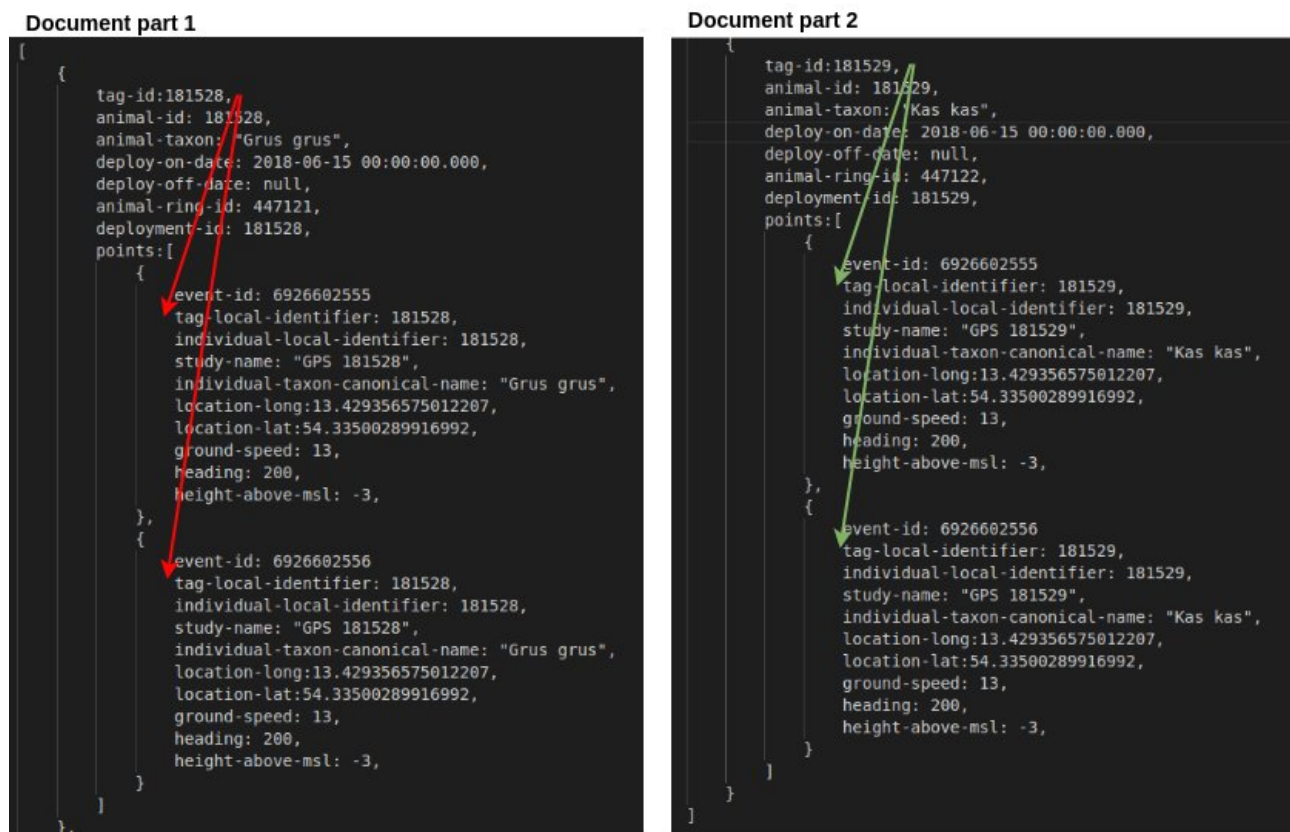 Document part 1
[
{
tag-id:181528,
animal-id: 181528,
animal-taxon: "Grus grus",
deploy-on-date: 2018-06-15 00:00:00.000,
deploy-off-date: null,
animal-ring-id: 447121,
deployment-id: 181528,
points:[
{
event-id: 6926602555
tag-local-identifier: 181528,
individual-local-identifier: 181528,
study-name: "GPS 181528",
individual-taxon-canonical-name: "Grus grus",
location-long:13.429356575012207,
location-lat:54.33500289916992,
ground-speed: 13,
heading: 200,
height-above-msl: -3,
},
{
event-id: 6926602556
tag-local-identifier: 181528,
individual-local-identifier: 181528,
study-name: "GPS 181528",
individual-taxon-canonical-name: "Grus grus",
location-long:13.429356575012207,
location-lat:54.33500289916992,
ground-speed: 13,
heading: 200,
height-above-msl: -3,
}
]
},
Document part 2
{
tag-id:181529,
animal-id: 181529,
animal-taxon: "Kas kas",
deploy-on-date: 2018-06-15 00:00:00.000,
deploy-off-date: null,
animal-ring-id: 447122,
deployment-id: 181529,
points:[
{
event-id: 6926602555
tag-local-identifier: 181529,
individual-local-identifier: 181529,
study-name: "GPS 181529",
individual-taxon-canonical-name: "Kas kas",
location-long:13.429356575012207,
location-lat:54.33500289916992,
ground-speed: 13,
heading: 200,
height-above-msl: -3,
},
{
event-id: 6926602556
tag-local-identifier: 181529,
individual-local-identifier: 181529,
study-name: "GPS 181529",
individual-taxon-canonical-name: "Kas kas",
location-long:13.429356575012207,
location-lat:54.33500289916992,
ground-speed: 13,
heading: 200,
height-above-msl: -3,
}
]
}
]